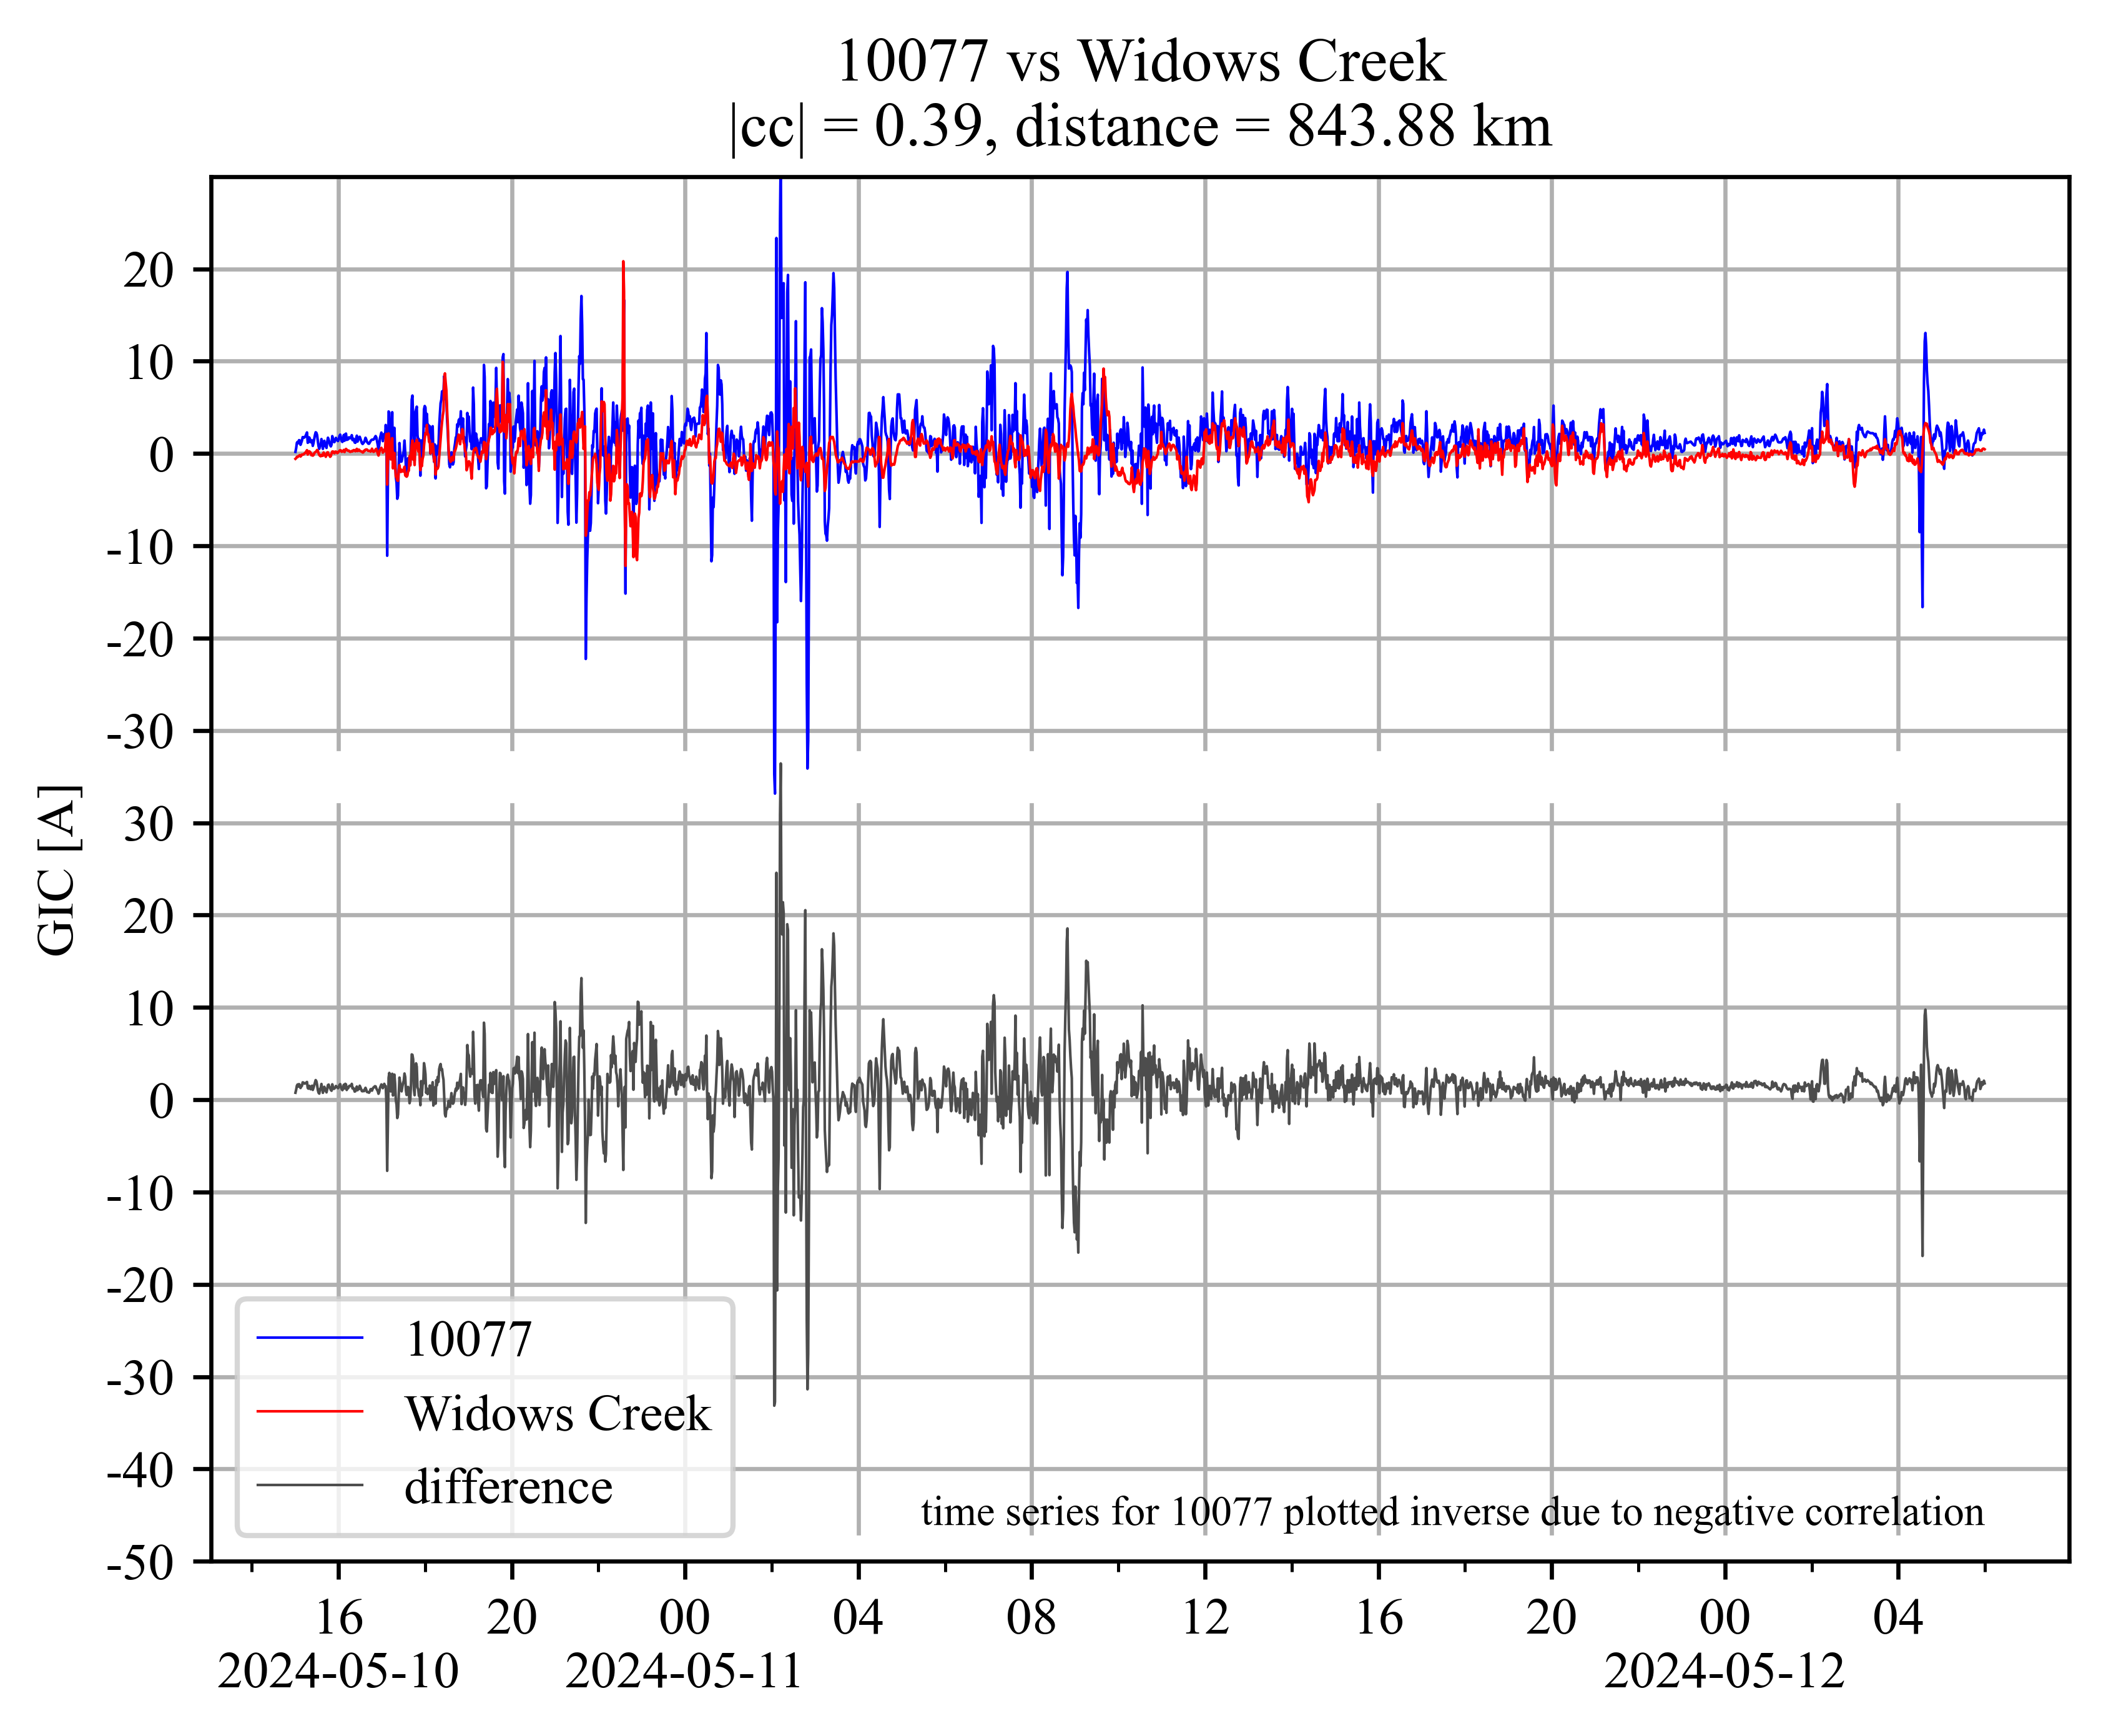 10077 vs Widows Creek
|cc| = 0.39, distance = 843.88 km
20
10
0
-10
-20
-30
30
20
10
0
-10
-20
-30
-40
-50
GIC [A]
10077
Widows Creek
difference
time series for 10077 plotted inverse due to negative correlation
16 20 00 04 08 12 16 20 00 04
2024-05-10 2024-05-11 2024-05-12